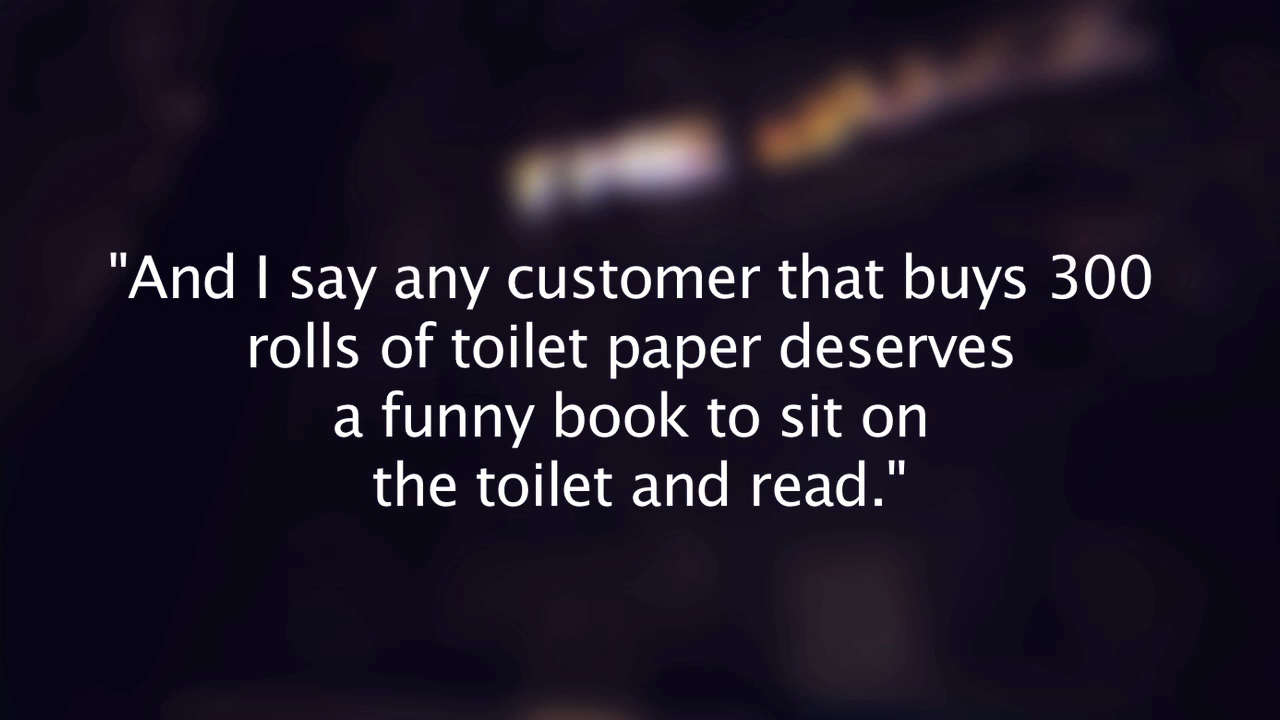 "And I say any customer that buys 300
rolls of toilet paper deserves
a funny book to sit on
the toilet and read."